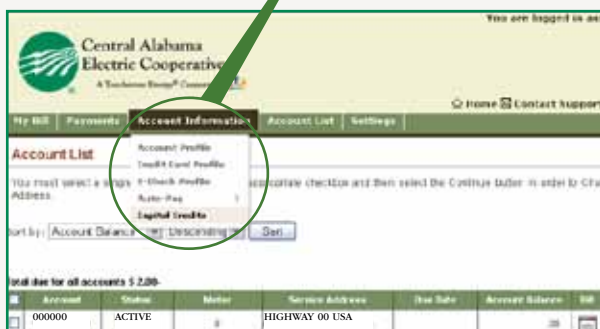 You are logged in as
Central Alabama
Electric Cooperative
A Touchstone Energy® Cooperative
Home Contact Support
My Bill Payments Account Information Account List Settings
Account List
Account Profile
Credit Card Profile
E-Check Profile
Auto-Pay
Capital Credits
You must select a single appropriate checkbox and then select the Continue button in order to
Address.
Sort by: Account Balance Descending Sort
Total due for all accounts $ 2.00-
Account Status Meter Service Address Due Date Account Balance Bill
000000 ACTIVE HIGHWAY 00 USA